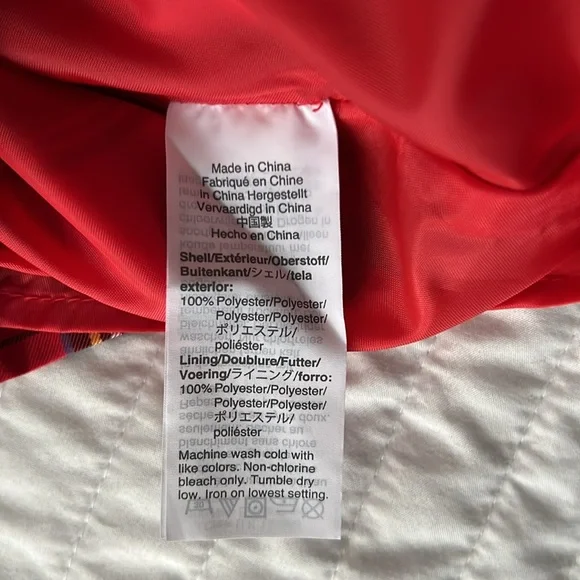 Made in China
Fabriqué en Chine
in China Hergestellt
Vervaardigd in China
中国製
Hecho en China
Shell/Extérieur/Oberstoff/
Buitenkant/シェル/tela
exterior:
100% Polyester/Polyester/
Polyester/Polyester/
ポリエステル/
poliéster
Lining/Doublure/Futter/
Voering/ライニング/forro:
100% Polyester/Polyester/
Polyester/Polyester/
ポリエステル/
poliéster
Machine wash cold with
like colors. Non-chlorine
bleach only. Tumble dry
low. Iron on lowest setting.